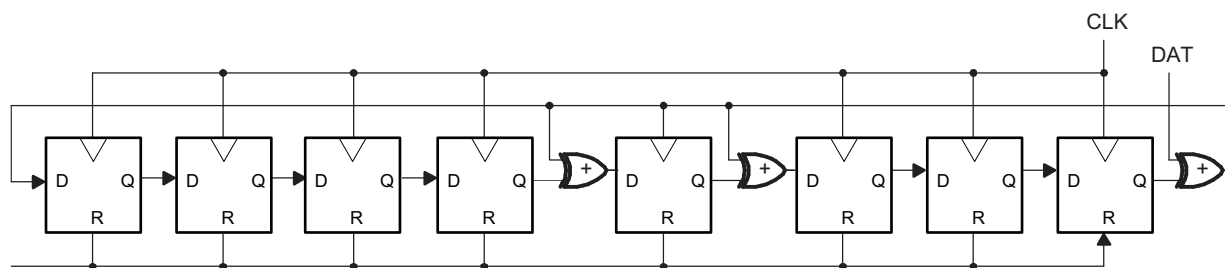 CLK
DAT
D Q D Q D Q D Q + D Q + D Q D Q D Q +
R R R R R R R R